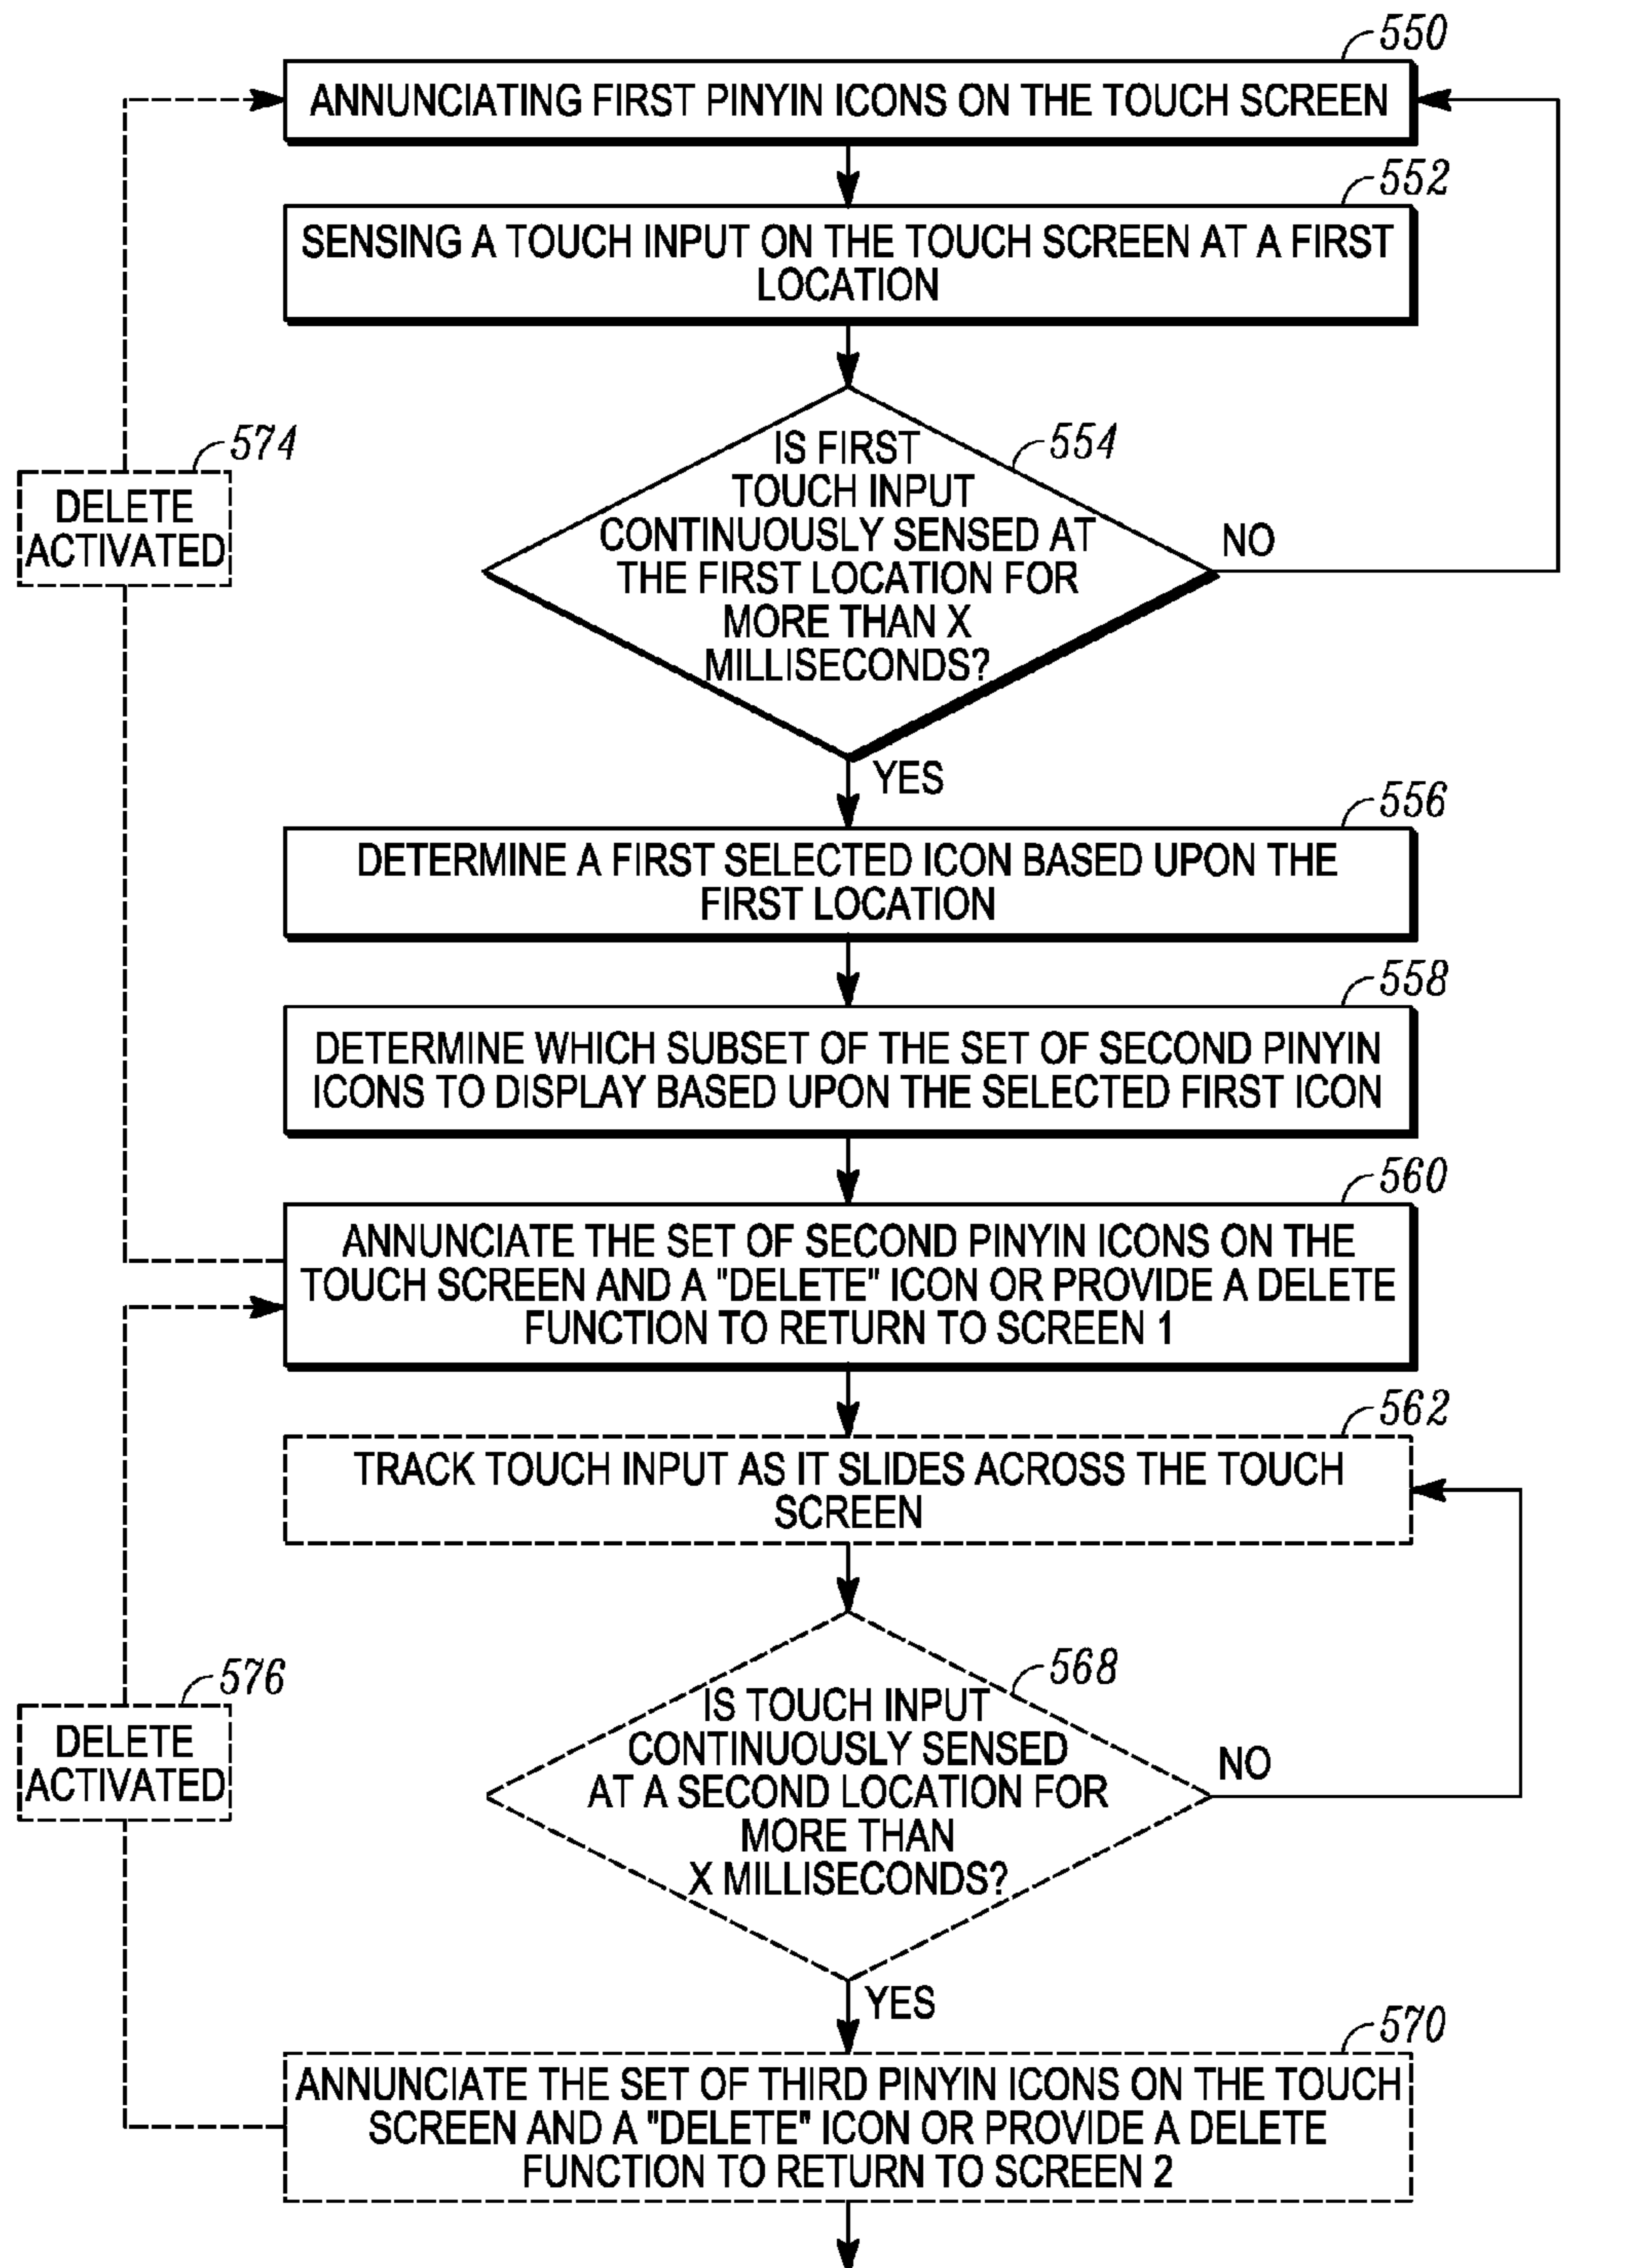 550
ANNUNCIATING FIRST PINYIN ICONS ON THE TOUCH SCREEN
552
SENSING A TOUCH INPUT ON THE TOUCH SCREEN AT A FIRST
LOCATION
554
IS FIRST
TOUCH INPUT
CONTINUOUSLY SENSED AT
THE FIRST LOCATION FOR
MORE THAN X
MILLISECONDS?
NO
574
DELETE
ACTIVATED
YES
556
DETERMINE A FIRST SELECTED ICON BASED UPON THE
FIRST LOCATION
558
DETERMINE WHICH SUBSET OF THE SET OF SECOND PINYIN
ICONS TO DISPLAY BASED UPON THE SELECTED FIRST ICON
560
ANNUNCIATE THE SET OF SECOND PINYIN ICONS ON THE
TOUCH SCREEN AND A "DELETE" ICON OR PROVIDE A DELETE
FUNCTION TO RETURN TO SCREEN 1
562
TRACK TOUCH INPUT AS IT SLIDES ACROSS THE TOUCH
SCREEN
568
IS TOUCH INPUT
CONTINUOUSLY SENSED
AT A SECOND LOCATION FOR
MORE THAN
X MILLISECONDS?
NO
576
DELETE
ACTIVATED
YES
570
ANNUNCIATE THE SET OF THIRD PINYIN ICONS ON THE TOUCH
SCREEN AND A "DELETE" ICON OR PROVIDE A DELETE
FUNCTION TO RETURN TO SCREEN 2